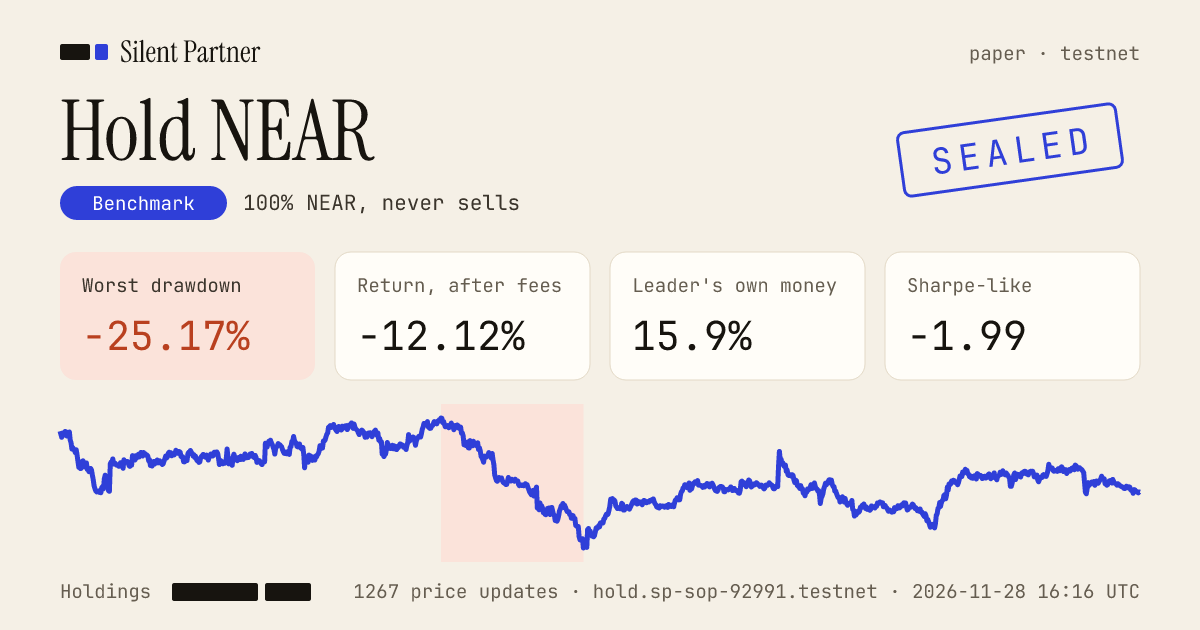 Silent Partner
paper · testnet
Hold NEAR
SEALED
Benchmark 100% NEAR, never sells
Worst drawdown
-25.17%
Return, after fees
-12.12%
Leader's own money
15.9%
Sharpe-like
-1.99
Holdings 1267 price updates · hold.sp-sop-92991.testnet · 2026-11-28 16:16 UTC